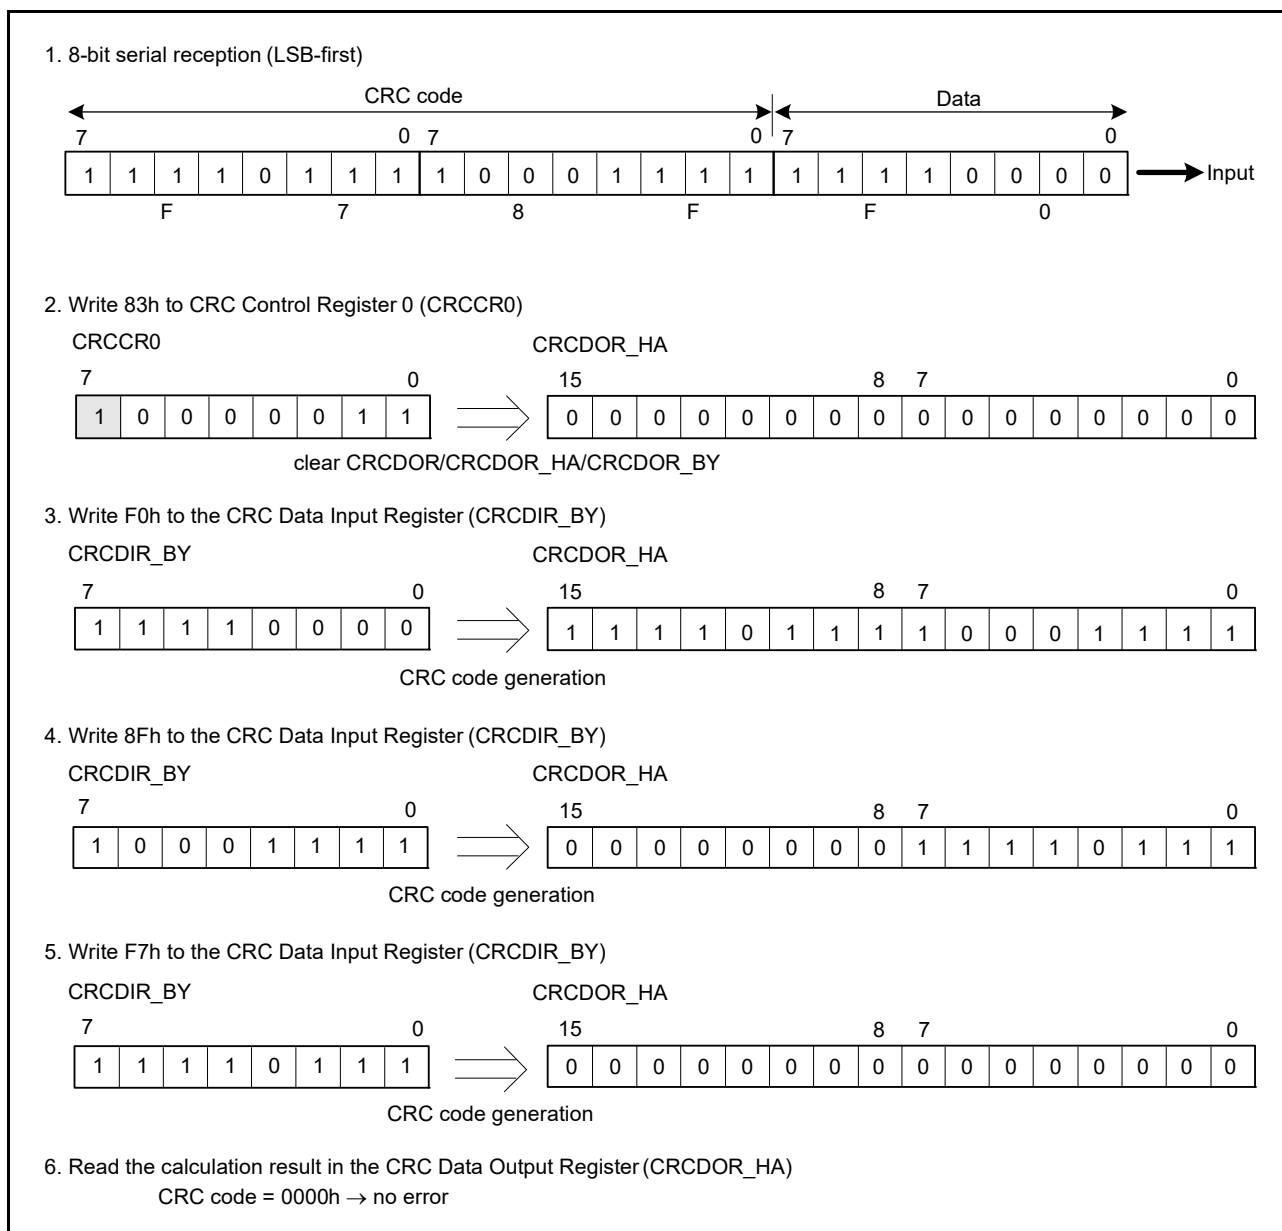 1. 8-bit serial reception (LSB-first)
CRC code Data
7 0 7 0 7 0
1 1 1 1 0 1 1 1 1 0 0 0 1 1 1 1 1 1 1 1 0 0 0 0 Input
F 7 8 F F 0
2. Write 83h to CRC Control Register 0 (CRCCR0)
CRCCR0 CRCDOR_HA
7 0 15 8 7 0
1 0 0 0 0 0 1 1 0 0 0 0 0 0 0 0 0 0 0 0 0 0 0 0
clear CRCDOR/CRCDOR_HA/CRCDOR_BY
3. Write F0h to the CRC Data Input Register (CRCDIR_BY)
CRCDIR_BY CRCDOR_HA
7 0 15 8 7 0
1 1 1 1 0 0 0 0 1 1 1 1 0 1 1 1 1 0 0 0 1 1 1 1
CRC code generation
4. Write 8Fh to the CRC Data Input Register (CRCDIR_BY)
CRCDIR_BY CRCDOR_HA
7 0 15 8 7 0
1 0 0 0 1 1 1 1 0 0 0 0 0 0 0 0 1 1 1 1 0 1 1 1
CRC code generation
5. Write F7h to the CRC Data Input Register (CRCDIR_BY)
CRCDIR_BY CRCDOR_HA
7 0 15 8 7 0
1 1 1 1 0 1 1 1 0 0 0 0 0 0 0 0 0 0 0 0 0 0 0 0
CRC code generation
6. Read the calculation result in the CRC Data Output Register (CRCDOR_HA)
CRC code = 0000h → no error